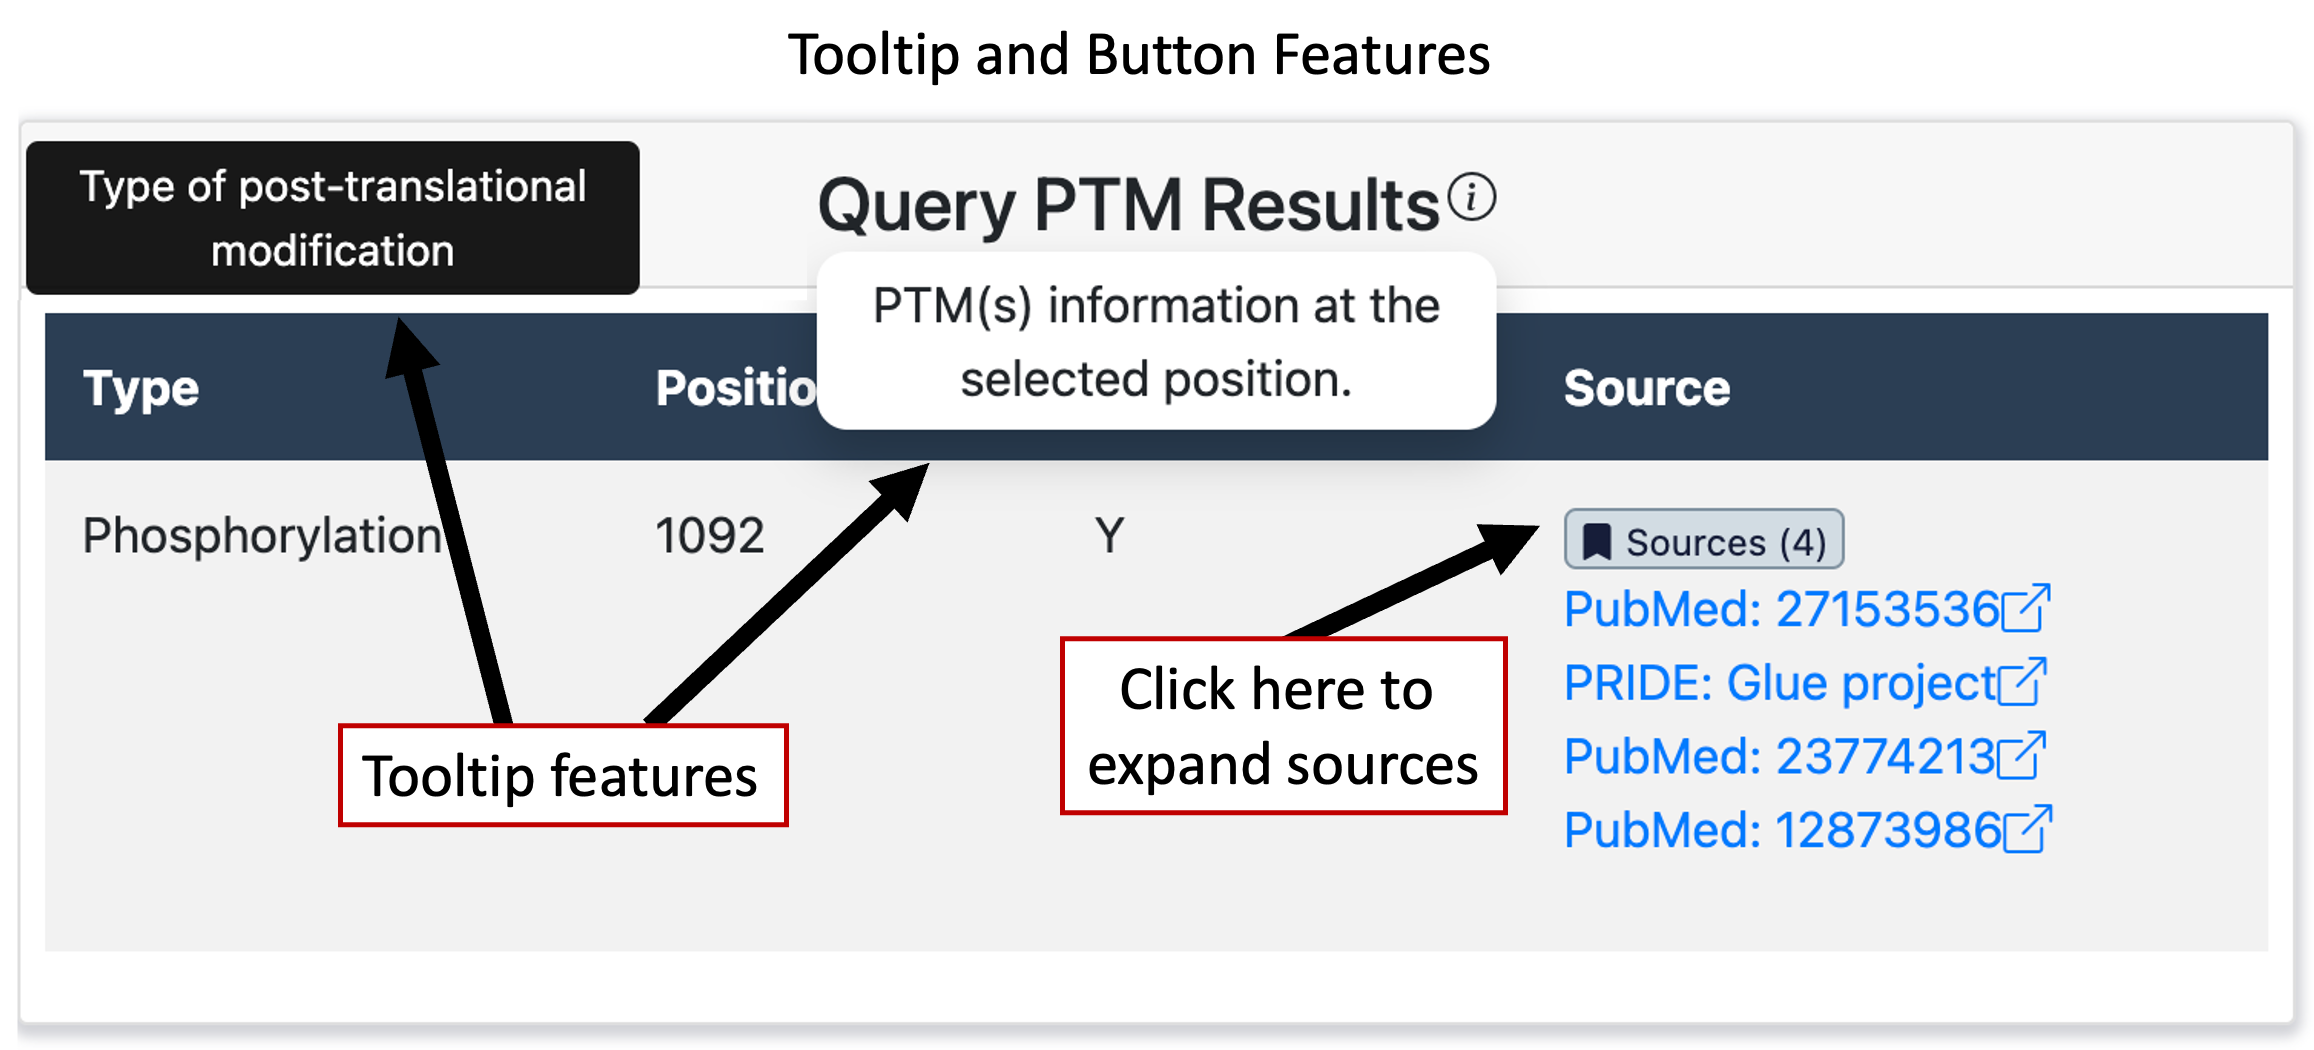 Tooltip and Button Features
Type of post-translational
modification
Query PTM Results
PTM(s) information at the
selected position.
Type
Positio
Source
Phosphorylation
1092
Y
Sources (4)
PubMed: 27153536
PRIDE: Glue project
PubMed: 23774213
PubMed: 12873986
Tooltip features
Click here to
expand sources